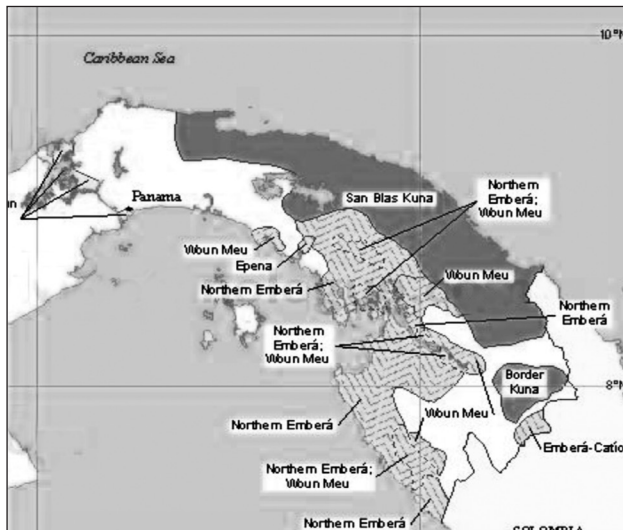 10°N
Caribbean Sea
Northern
Emberá;
Woun Meu
San Blas Kuna
Panama
Woun Meu
Epena
Woun Meu
Northern Emberá
Northern
Emberá
Northern
Emberá;
Woun Meu
Border
Kuna
8°N
Woun Meu
Northern Emberá
Emberá-Catío
Northern Emberá;
Woun Meu
Northern Emberá
COLOMBIA